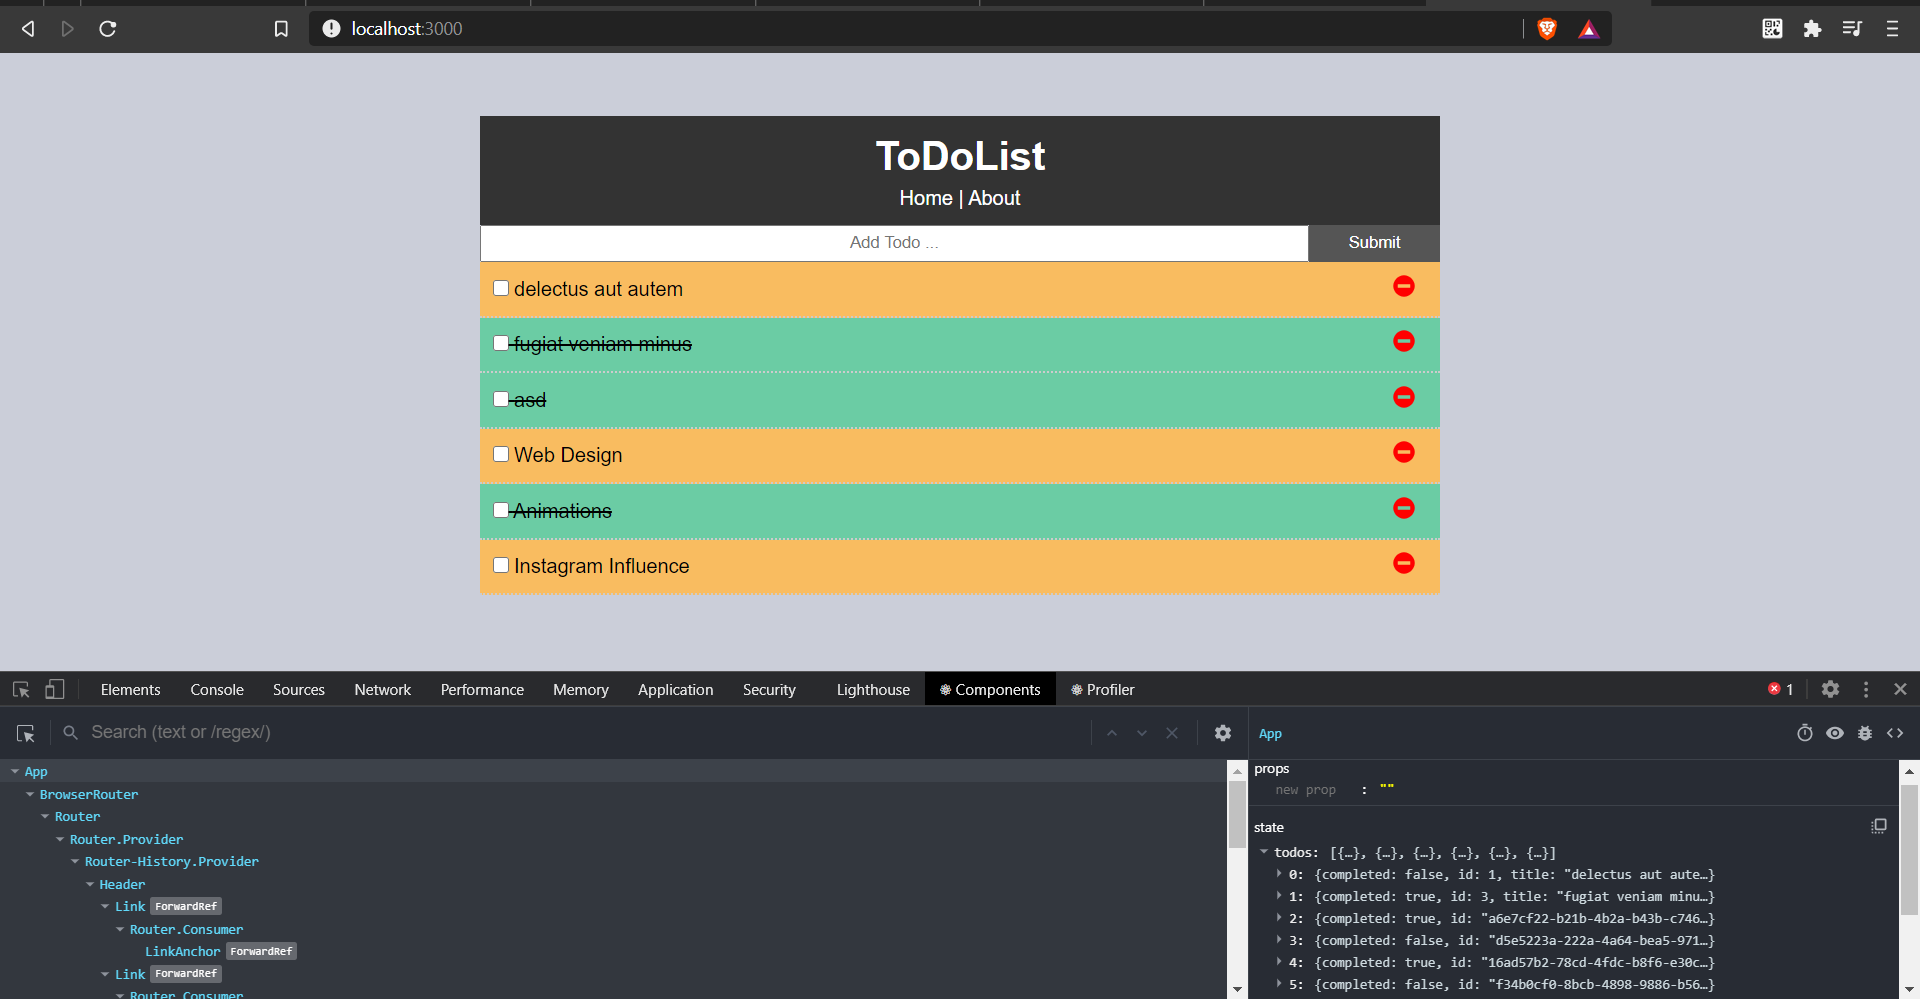 localhost:3000
ToDoList
Home | About
Add Todo ...
Submit
delectus aut autem
fugiat veniam minus
asd
Web Design
Animations
Instagram Influence
Elements Console Sources Network Performance Memory Application Security Lighthouse Components Profiler 1
Search (text or /regex/)
App
App
BrowserRouter
Router
Router.Provider
Router-History.Provider
Header
Link ForwardRef
Router.Consumer
LinkAnchor ForwardRef
Link ForwardRef
Router.Consumer
props
new prop : ""
state
todos: [{…}, {…}, {…}, {…}, {…}, {…}]
0: {completed: false, id: 1, title: "delectus aut aute…}
1: {completed: true, id: 3, title: "fugiat veniam minu…}
2: {completed: true, id: "a6e7cf22-b21b-4b2a-b43b-c746…}
3: {completed: false, id: "d5e5223a-222a-4a64-bea5-971…}
4: {completed: true, id: "16ad57b2-78cd-4fdc-b8f6-e30c…}
5: {completed: false, id: "f34b0cf0-8bcb-4898-9886-b56…}